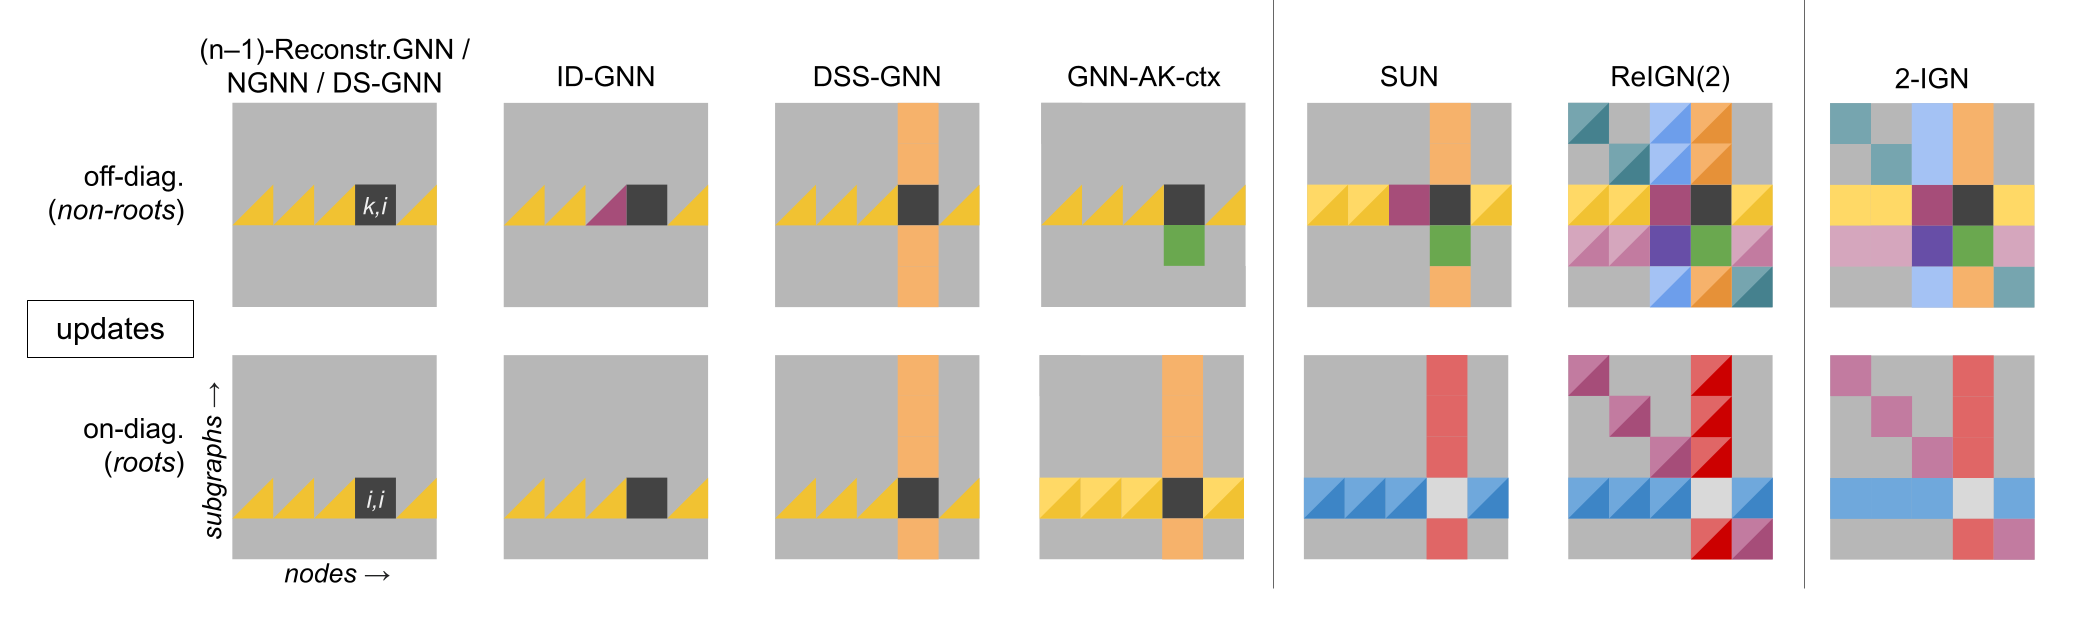 (n–1)-Reconstr.GNN /
NGNN / DS-GNN
ID-GNN
DSS-GNN
GNN-AK-ctx
SUN
ReIGN(2)
2-IGN
off-diag.
(non-roots)
k,i
updates
on-diag.
(roots)
subgraphs →
i,i
nodes →